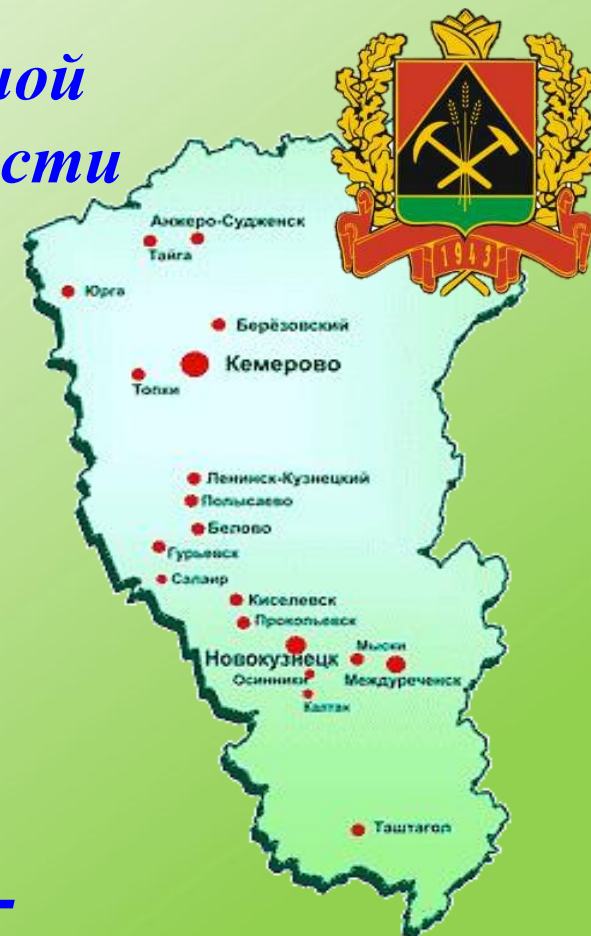 ной
сти
1943
Анжеро-Судженск
Тайга
Юрга
Берёзовский
Кемерово
Топки
Ленинск-Кузнецкий
Полысаево
Белово
Гурьевск
Салаир
Киселевск
Прокопьевск
Мыски
Новокузнецк
Осинники
Междуреченск
Калтан
Таштагол
-